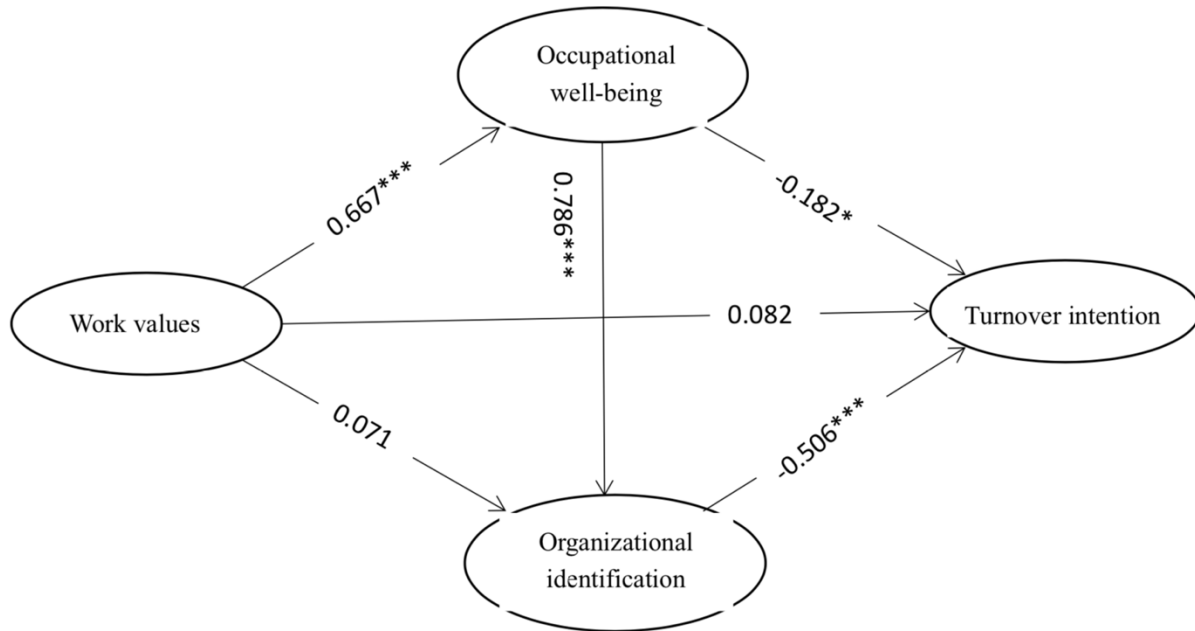 Occupational
well-being
0.667***
0.786***
-0.182*
Work values
0.082
Turnover intention
0.071
-0.506***
Organizational
identification